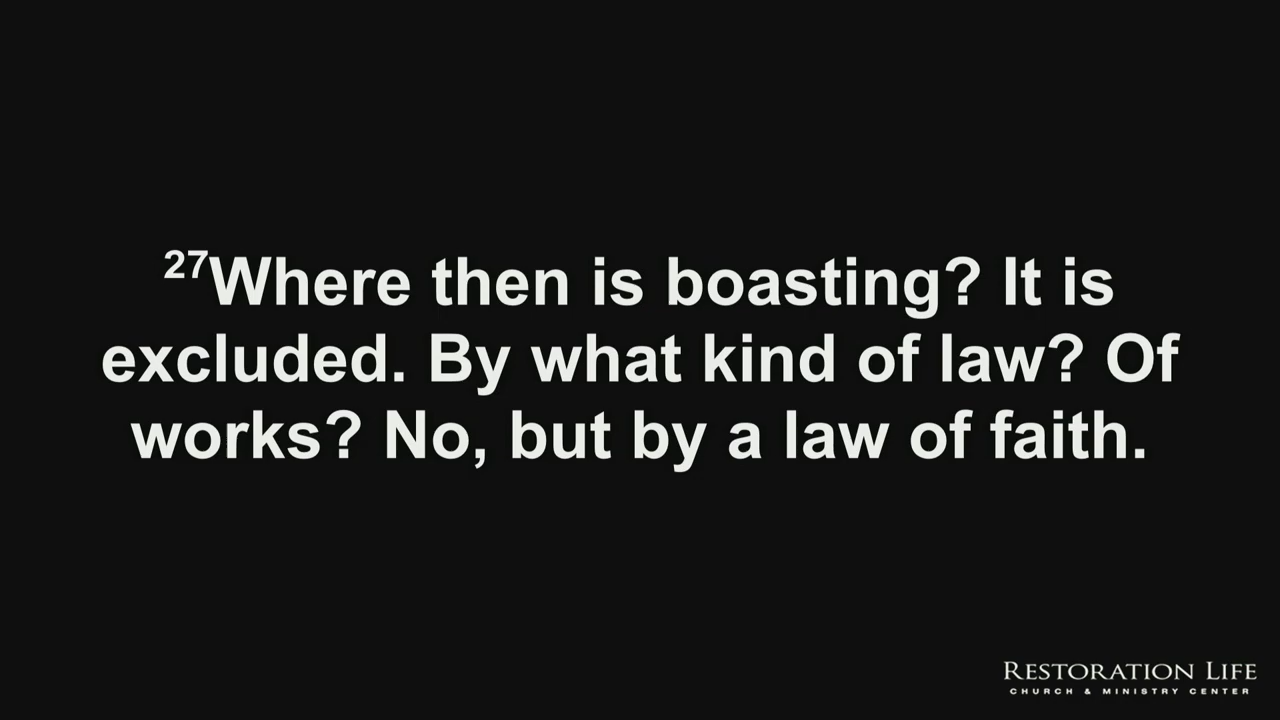 27Where then is boasting? It is
excluded. By what kind of law? Of
works? No, but by a law of faith.
RESTORATION LIFE
CHURCH & MINISTRY CENTER